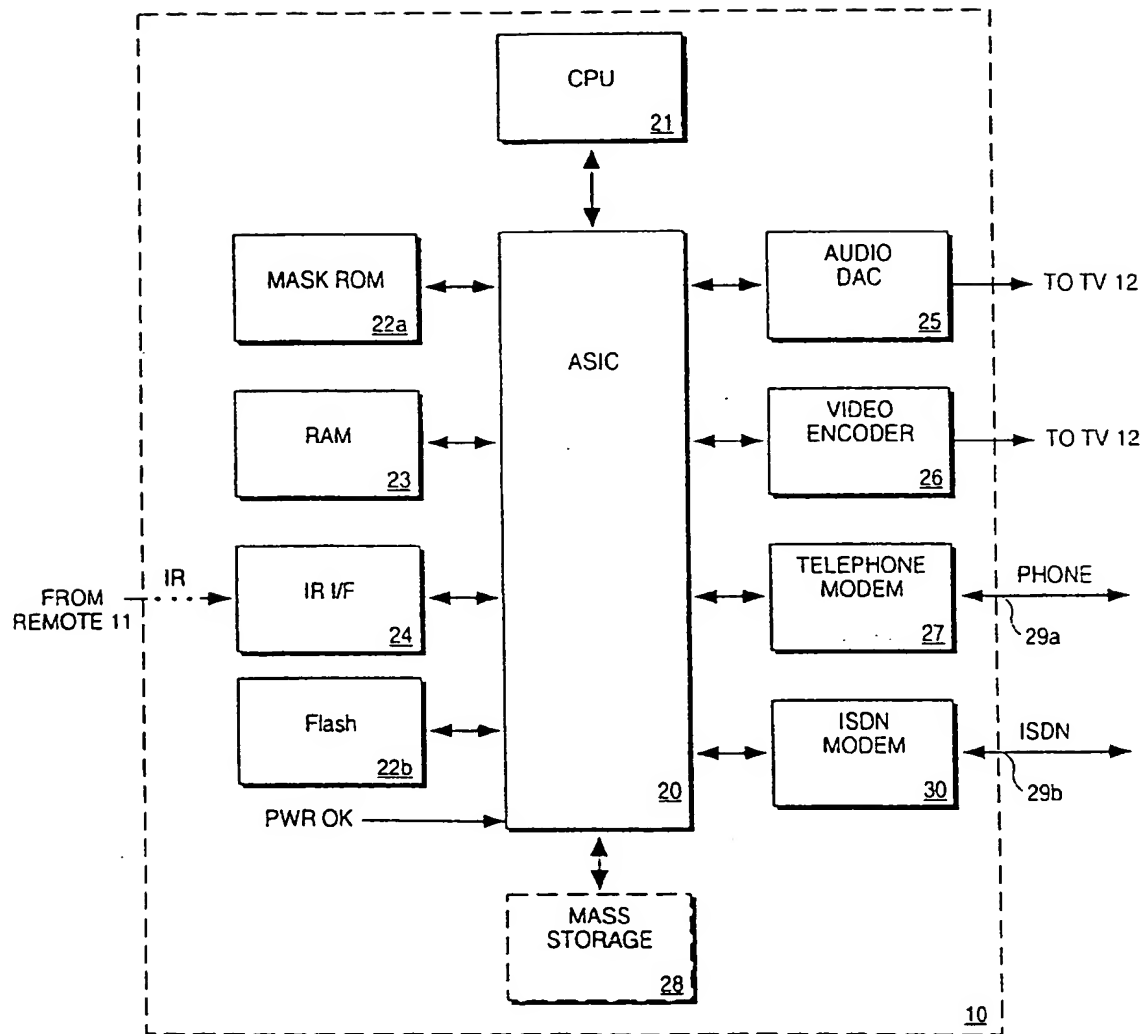 CPU
21
MASK ROM
22a
ASIC
20
AUDIO
DAC
25
TO TV 12
RAM
23
VIDEO
ENCODER
26
TO TV 12
FROM
REMOTE 11
IR
IR I/F
24
TELEPHONE
MODEM
27
PHONE
29a
Flash
22b
ISDN
MODEM
30
ISDN
29b
PWR OK
MASS
STORAGE
28
10